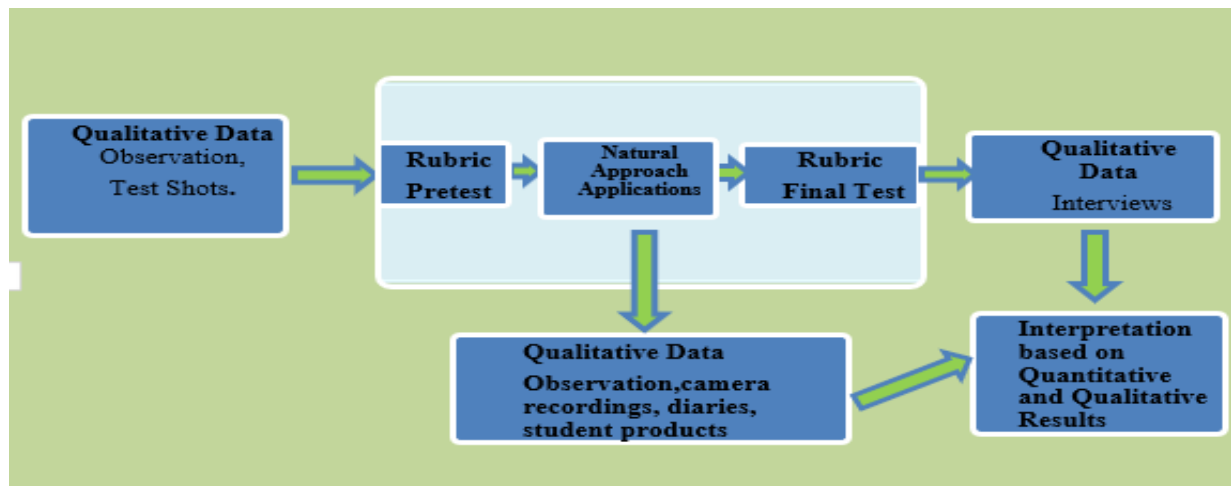 Qualitative Data
Observation,
Test Shots.
Rubric
Pretest
Natural
Approach
Applications
Rubric
Final Test
Qualitative
Data
Interviews
Qualitative Data
Observation,camera
recordings, diaries,
student products
Interpretation
based on
Quantitative
and Qualitative
Results